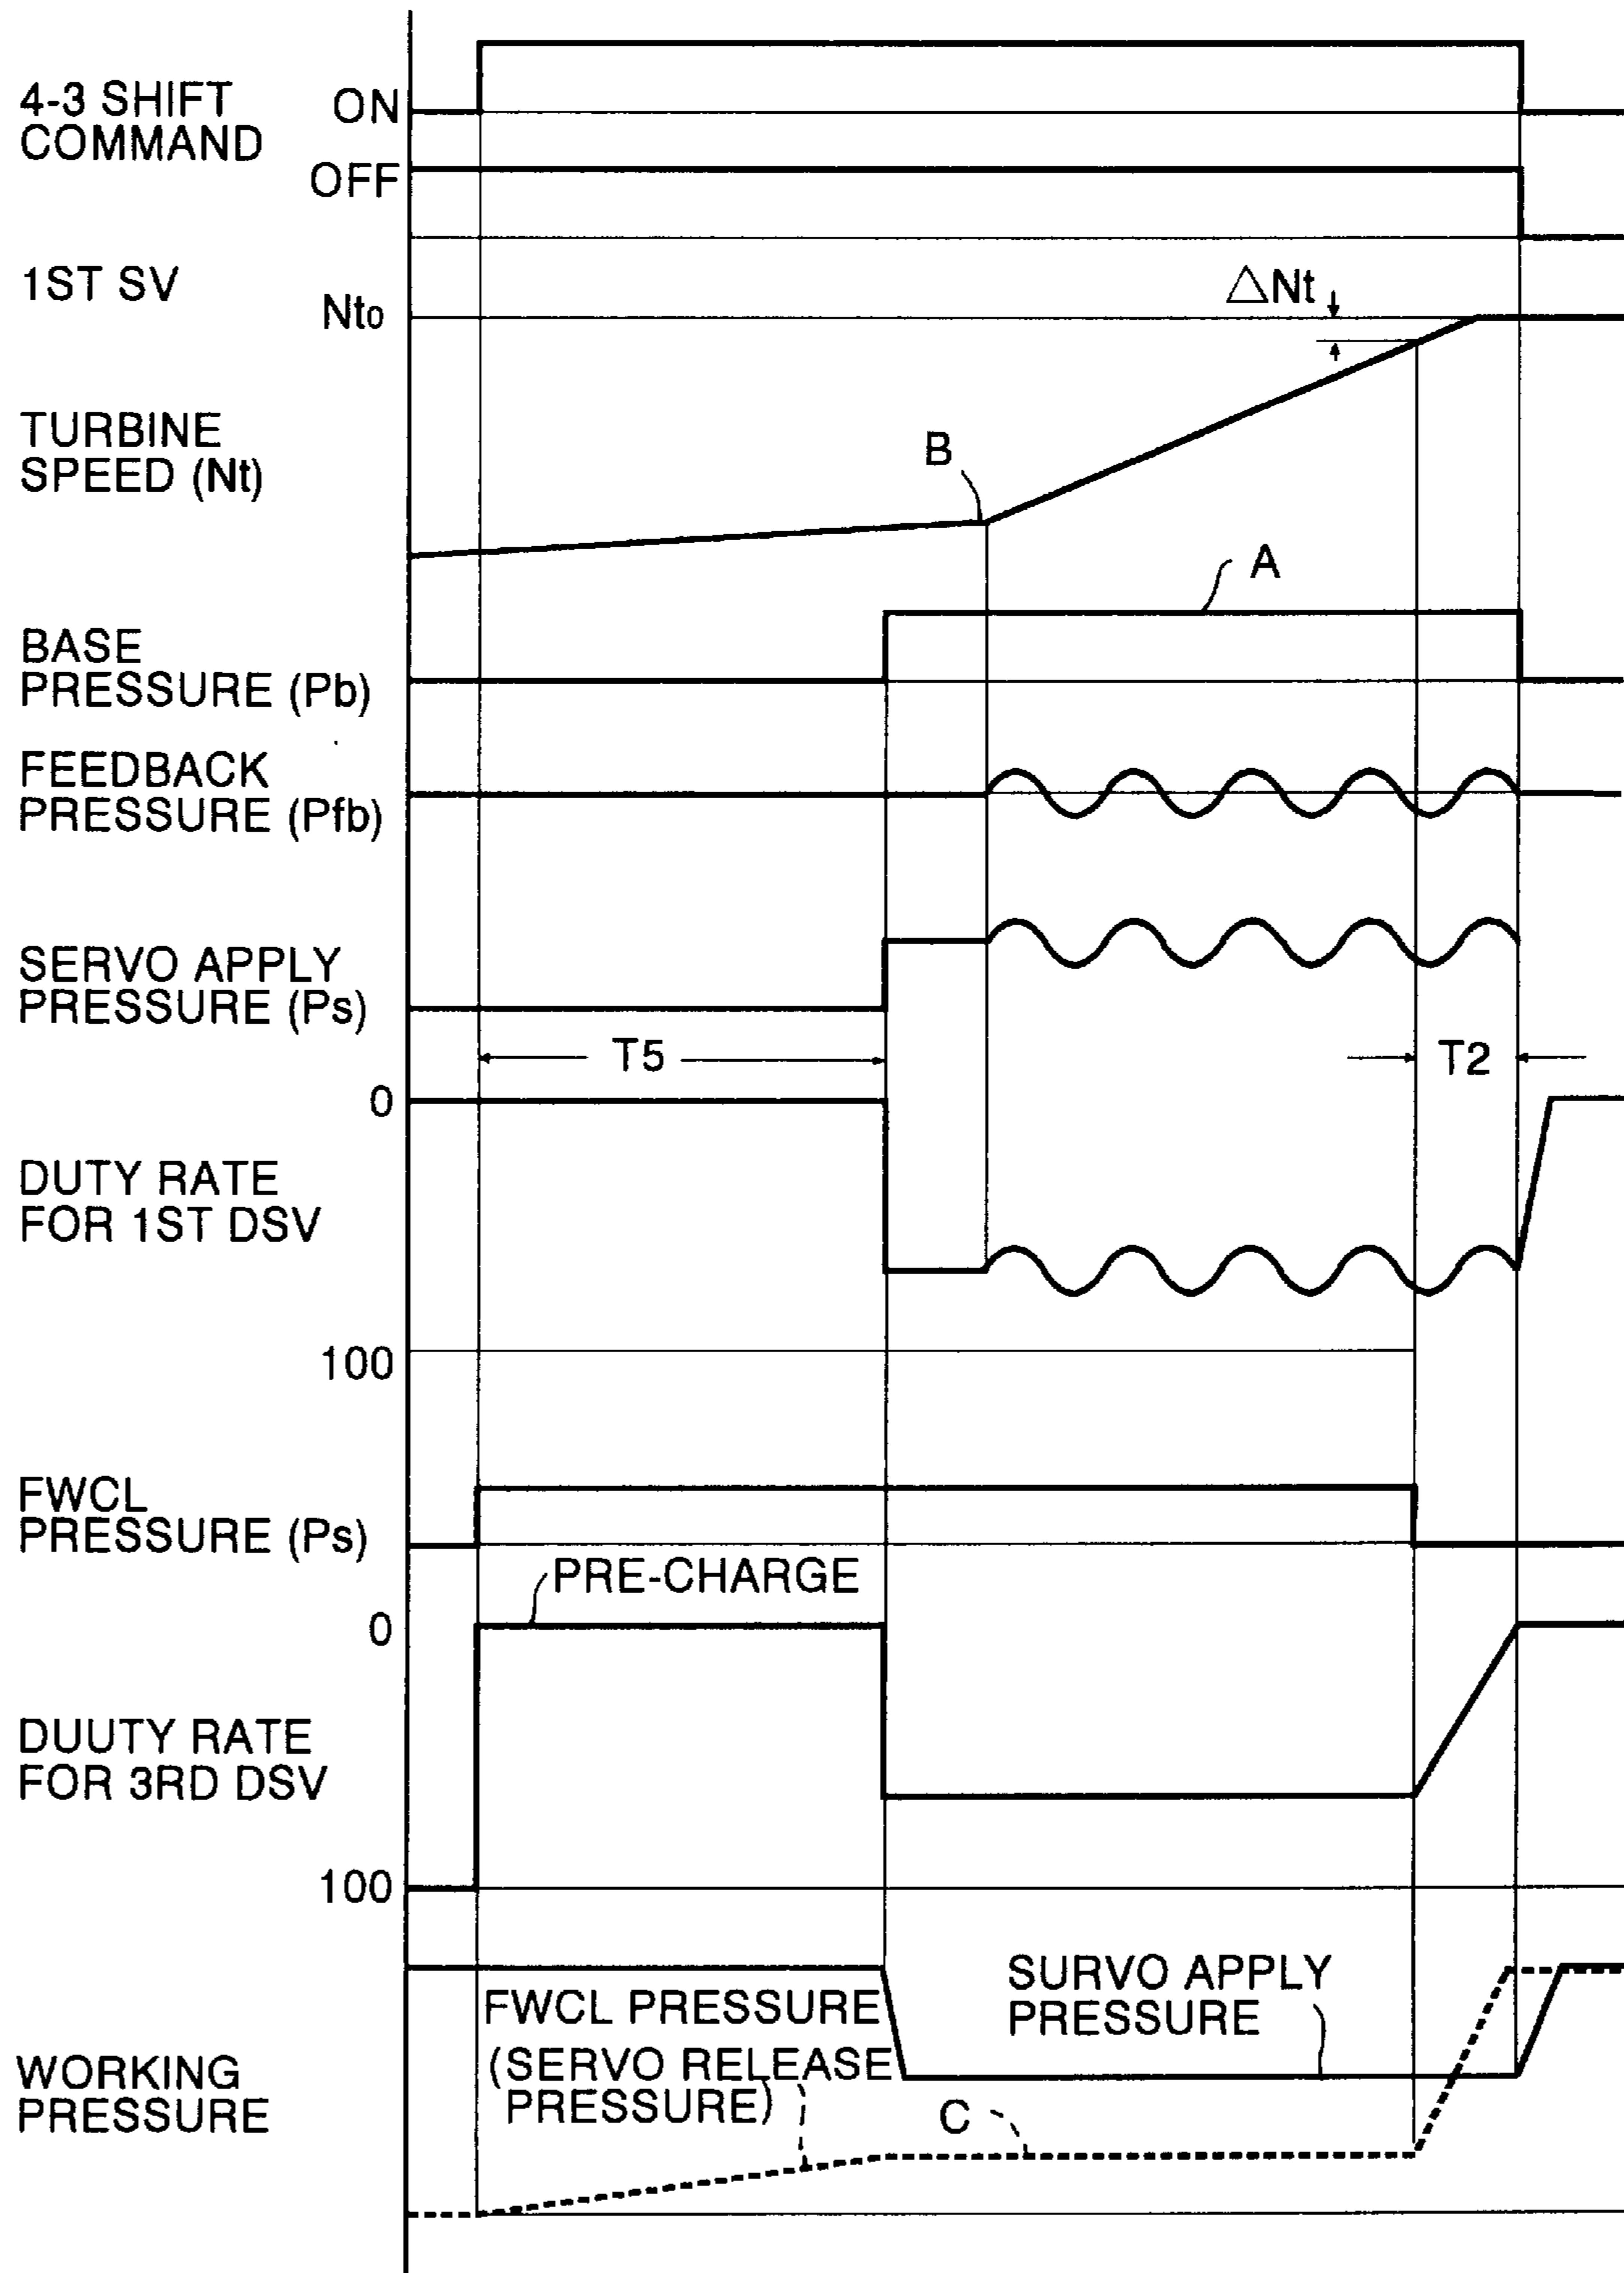 4-3 SHIFT
COMMAND
ON
OFF
1ST SV
Nt0
△Nt
TURBINE
SPEED (Nt)
B
A
BASE
PRESSURE (Pb)
FEEDBACK
PRESSURE (Pfb)
SERVO APPLY
PRESSURE (Ps)
T5
T2
0
DUTY RATE
FOR 1ST DSV
100
FWCL
PRESSURE (Ps)
PRE-CHARGE
0
DUUTY RATE
FOR 3RD DSV
100
FWCL PRESSURE
(SERVO RELEASE
PRESSURE)
SURVO APPLY
PRESSURE
C
WORKING
PRESSURE